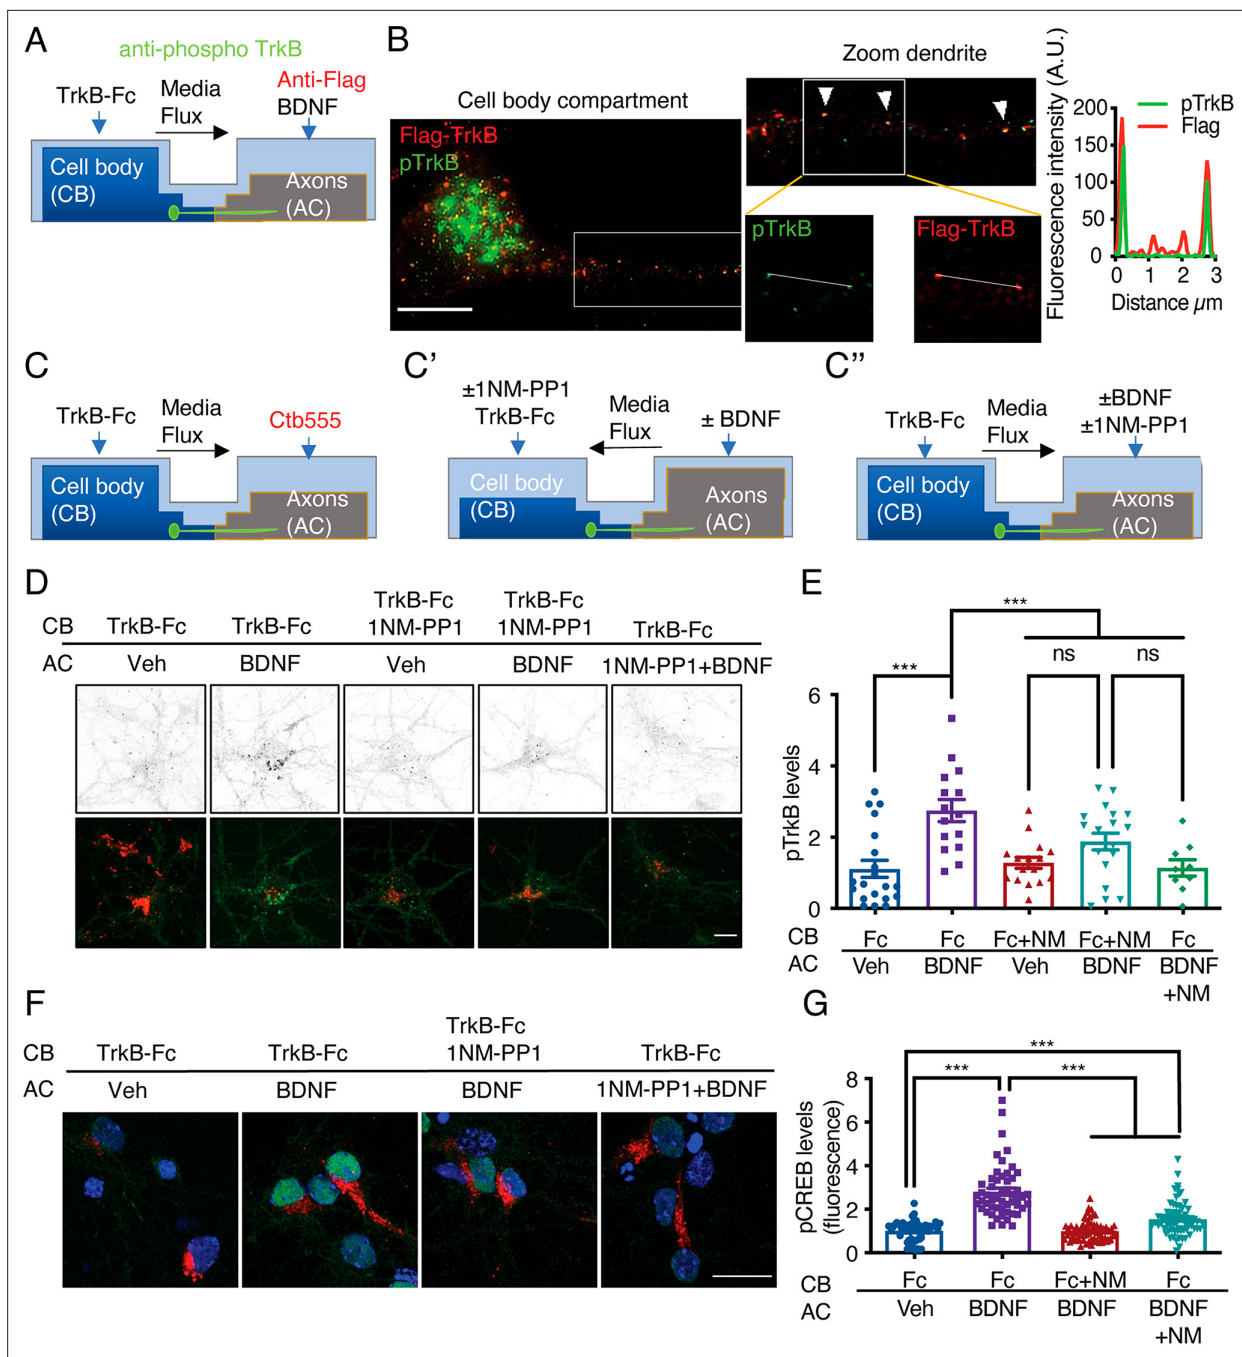 A
anti-phospho TrkB
TrkB-Fc
Media
Flux
Anti-Flag
BDNF
Cell body
(CB)
Axons
(AC)
B
Cell body compartment
Flag-TrkB
pTrkB
Zoom dendrite
pTrkB
Flag-TrkB
Fluorescence intensity (A.U.)
200
150
100
50
0
0 1 2 3
Distance µm
pTrkB
Flag
C
TrkB-Fc
Media
Flux
Ctb555
Cell body
(CB)
Axons
(AC)
C'
±1NM-PP1
TrkB-Fc
Media
Flux
± BDNF
Cell body
(CB)
Axons
(AC)
C''
TrkB-Fc
Media
Flux
±BDNF
±1NM-PP1
Cell body
(CB)
Axons
(AC)
D
CB TrkB-Fc TrkB-Fc TrkB-Fc 1NM-PP1 TrkB-Fc 1NM-PP1 TrkB-Fc
AC Veh BDNF Veh BDNF 1NM-PP1+BDNF
E
***
***
ns ns
pTrkB levels
6
4
2
0
CB Fc Fc Fc+NM Fc+NM Fc
AC Veh BDNF Veh BDNF BDNF
+NM
F
CB TrkB-Fc TrkB-Fc TrkB-Fc 1NM-PP1 TrkB-Fc
AC Veh BDNF BDNF 1NM-PP1+BDNF
G
***
*** ***
pCREB levels
(fluorescence)
8
6
4
2
0
CB Fc Fc Fc+NM Fc
AC Veh BDNF BDNF BDNF
+NM